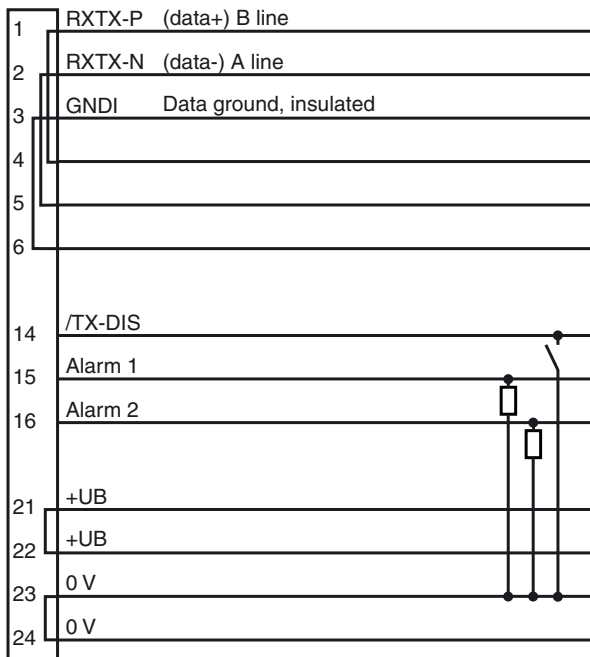 1 RXTX-P (data+) B line
2 RXTX-N (data-) A line
3 GNDI Data ground, insulated
4
5
6
14 /TX-DIS
15 Alarm 1
16 Alarm 2
21 +UB
22 +UB
23 0 V
24 0 V